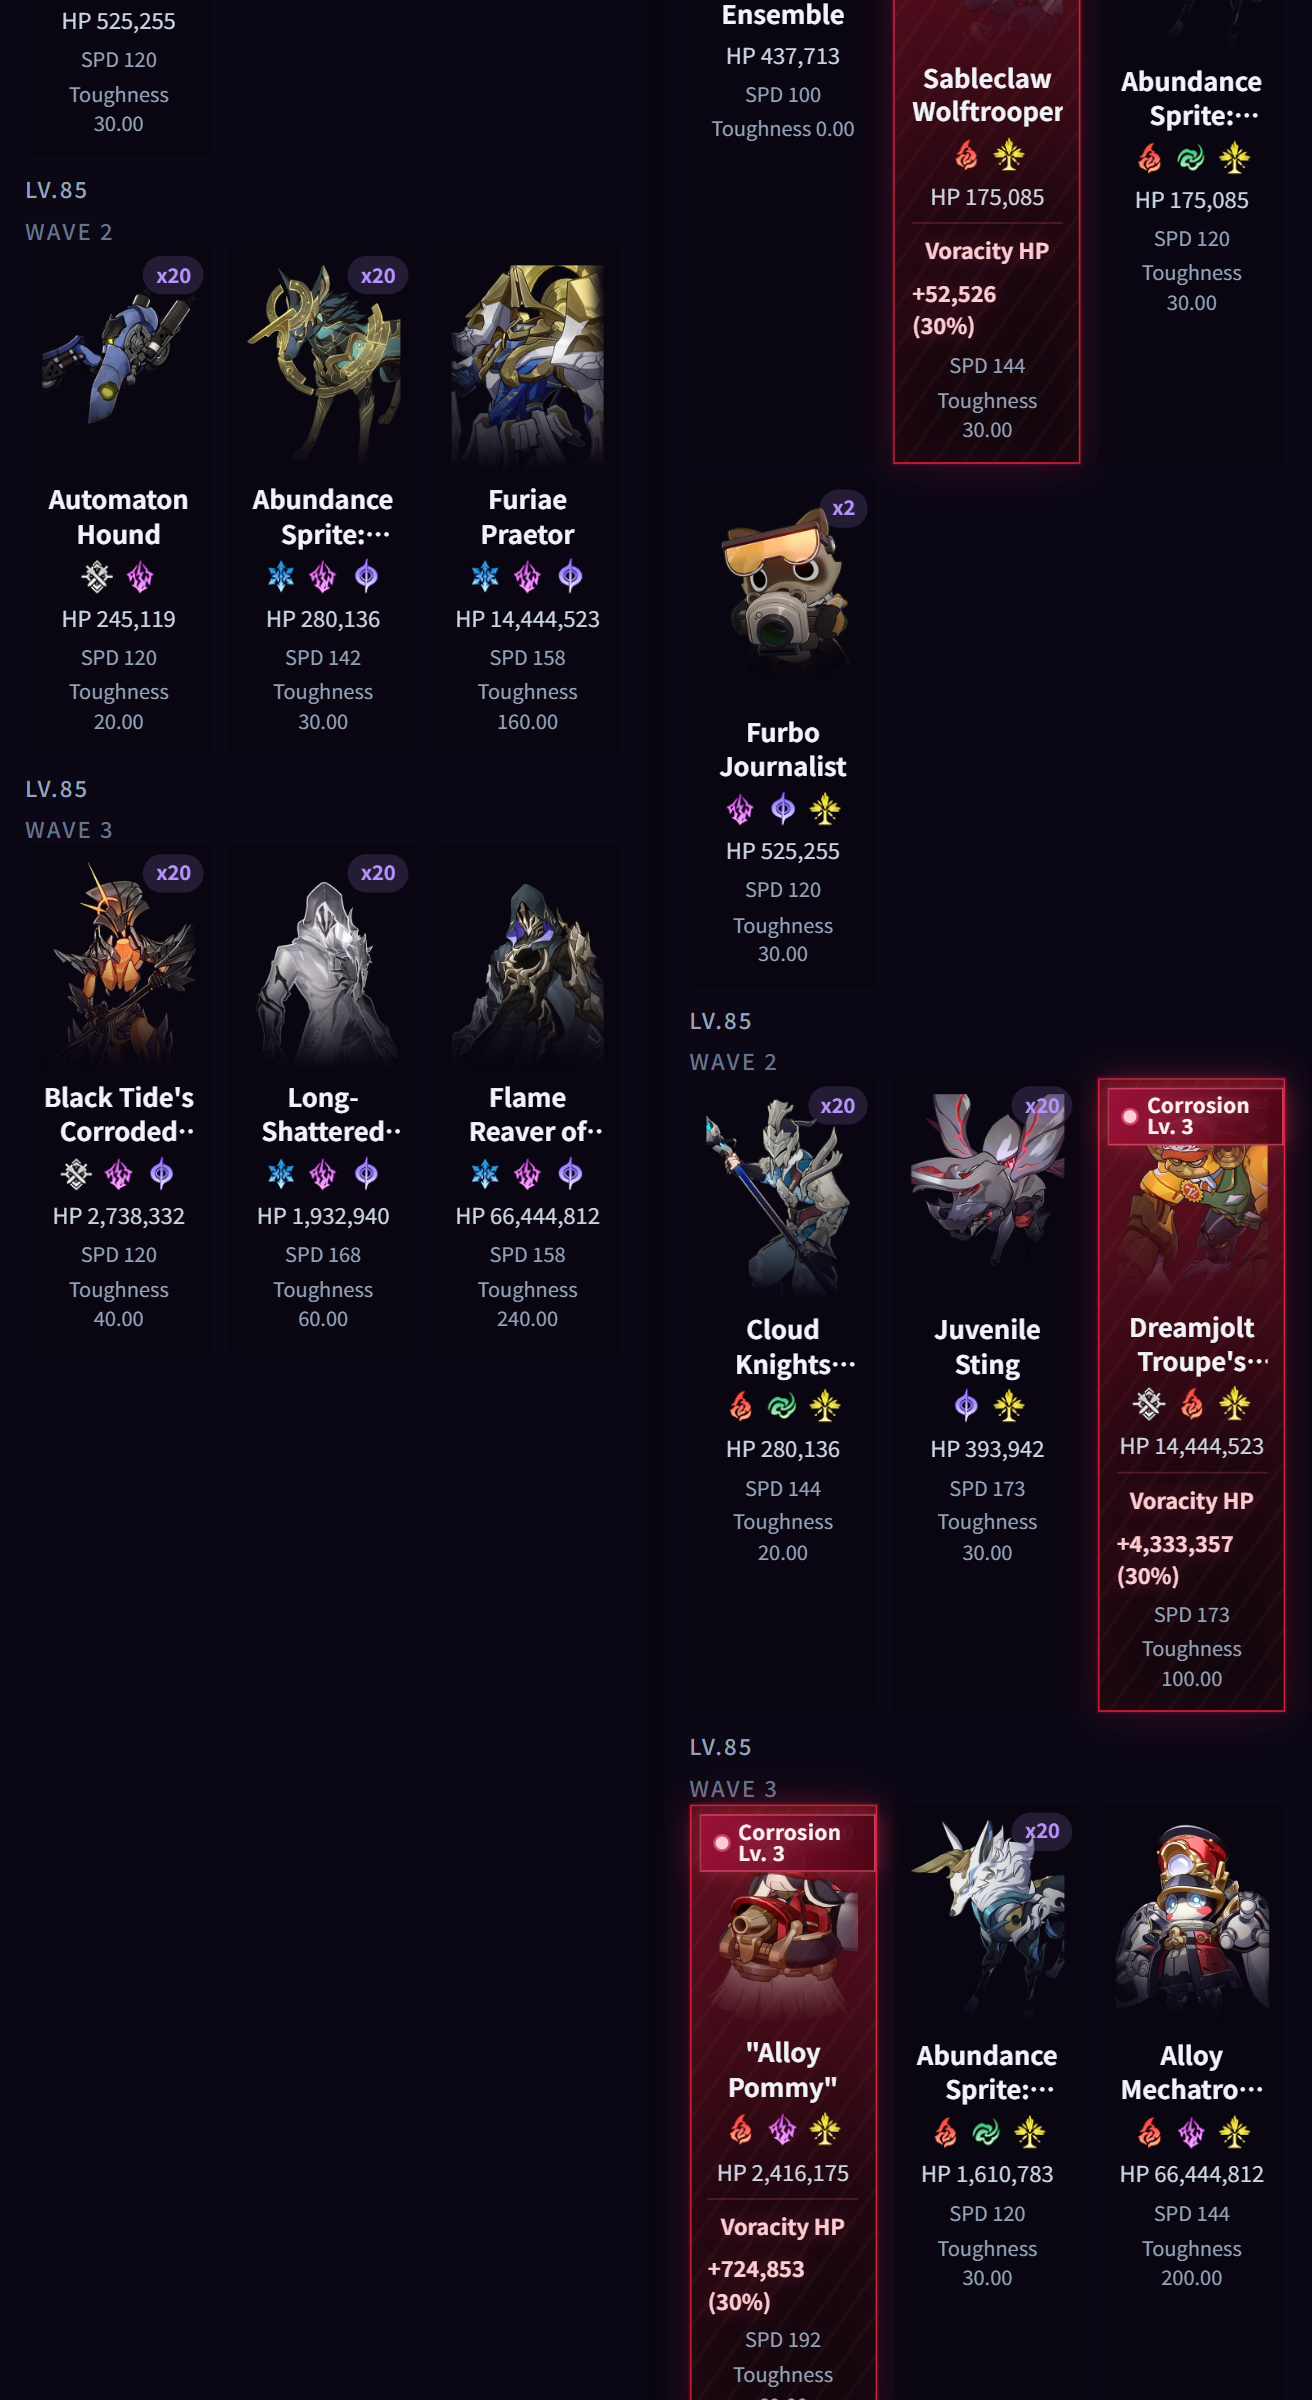 HP 525,255
SPD 120
Toughness
30.00
LV.85
WAVE 2
x20
Automaton
Hound
HP 245,119
SPD 120
Toughness
20.00
x20
Abundance
Sprite:···
HP 280,136
SPD 142
Toughness
30.00
Furiae
Praetor
HP 14,444,523
SPD 158
Toughness
160.00
LV.85
WAVE 3
x20
Black Tide's
Corroded··
HP 2,738,332
SPD 120
Toughness
40.00
x20
Long-
Shattered··
HP 1,932,940
SPD 168
Toughness
60.00
Flame
Reaver of··
HP 66,444,812
SPD 158
Toughness
240.00
Ensemble
HP 437,713
SPD 100
Toughness 0.00
Sableclaw
Wolftrooper
HP 175,085
Voracity HP
+52,526
(30%)
SPD 144
Toughness
30.00
Abundance
Sprite:···
HP 175,085
SPD 120
Toughness
30.00
x2
Furbo
Journalist
HP 525,255
SPD 120
Toughness
30.00
LV.85
WAVE 2
x20
Cloud
Knights···
HP 280,136
SPD 144
Toughness
20.00
x20
Juvenile
Sting
HP 393,942
SPD 173
Toughness
30.00
Corrosion
Lv. 3
Dreamjolt
Troupe's···
HP 14,444,523
Voracity HP
+4,333,357
(30%)
SPD 173
Toughness
100.00
LV.85
WAVE 3
Corrosion
Lv. 3
"Alloy
Pommy"
HP 2,416,175
Voracity HP
+724,853
(30%)
SPD 192
Toughness
x20
Abundance
Sprite:···
HP 1,610,783
SPD 120
Toughness
30.00
Alloy
Mechatro···
HP 66,444,812
SPD 144
Toughness
200.00